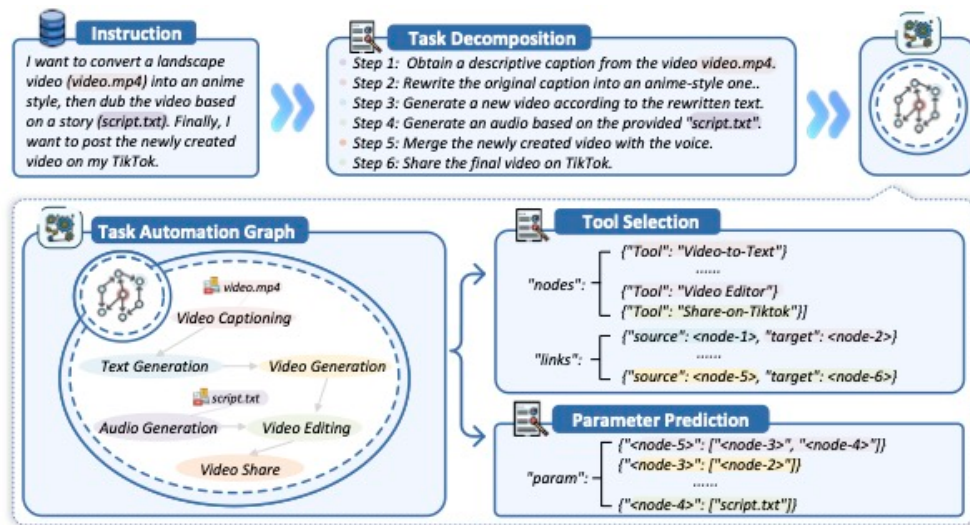 Instruction
I want to convert a landscape
video (video.mp4) into an anime
style, then dub the video based
on a story (script.txt). Finally, I
want to post the newly created
video on my TikTok.
Task Decomposition
Step 1: Obtain a descriptive caption from the video video.mp4.
Step 2: Rewrite the original caption into an anime-style one..
Step 3: Generate a new video according to the rewritten text.
Step 4: Generate an audio based on the provided "script.txt".
Step 5: Merge the newly created video with the voice.
Step 6: Share the final video on TikTok.
Task Automation Graph
video.mp4
Video Captioning
Text Generation
Video Generation
script.txt
Audio Generation
Video Editing
Video Share
Tool Selection
"nodes":
{"Tool": "Video-to-Text"}
......
{"Tool": "Video Editor"}
{"Tool": "Share-on-Tiktok"}]
"links":
{"source": <node-1>, "target": <node-2>}
......
{"source": <node-5>, "target": <node-6>}
Parameter Prediction
"param":
{"<node-5>": ["<node-3>", "<node-4>"]}
{"<node-3>": ["<node-2>"]}
......
{"<node-4>": ["script.txt"]}